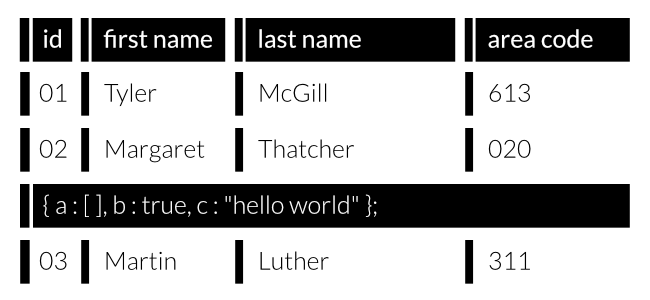 id first name last name area code
01 Tyler McGill 613
02 Margaret Thatcher 020
{ a : [ ], b : true, c : "hello world" };
03 Martin Luther 311